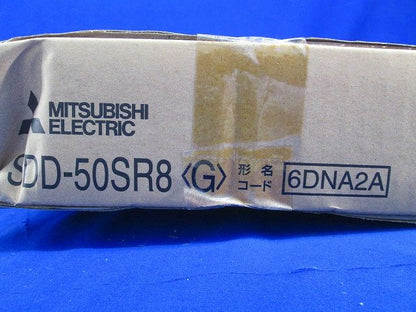 MITSUBISHI
ELECTRIC
SDD-50SR8〈G〉 形名コード 6DNA2A